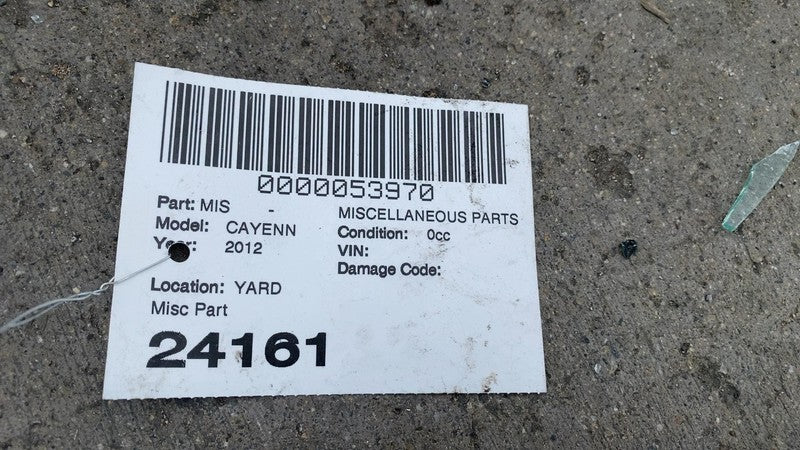 0000053970
Part: MIS - MISCELLANEOUS PARTS
Model: CAYENN Condition: 0cc
Year: 2012 VIN:
Damage Code:
Location: YARD
Misc Part
24161